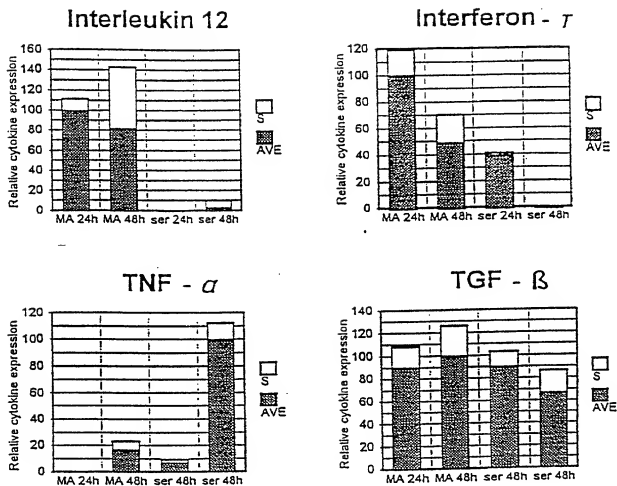 Interleukin 12
Relative cytokine expression
160
140
120
100
80
60
40
20
0
MA 24h MA 48h ser 24h ser 48h
S
AVE
Interferon - τ
Relative cytokine expression
120
100
80
60
40
20
0
MA 24h MA 48h ser 24h ser 48h
S
AVE
TNF - α
Relative cytokine expression
120
100
80
60
40
20
0
MA 24h MA 48h ser 48h ser 48h
S
AVE
TGF - ß
Relative cytokine expression
140
120
100
80
60
40
20
0
MA 24h MA 48h ser 48h ser 48h
S
AVE